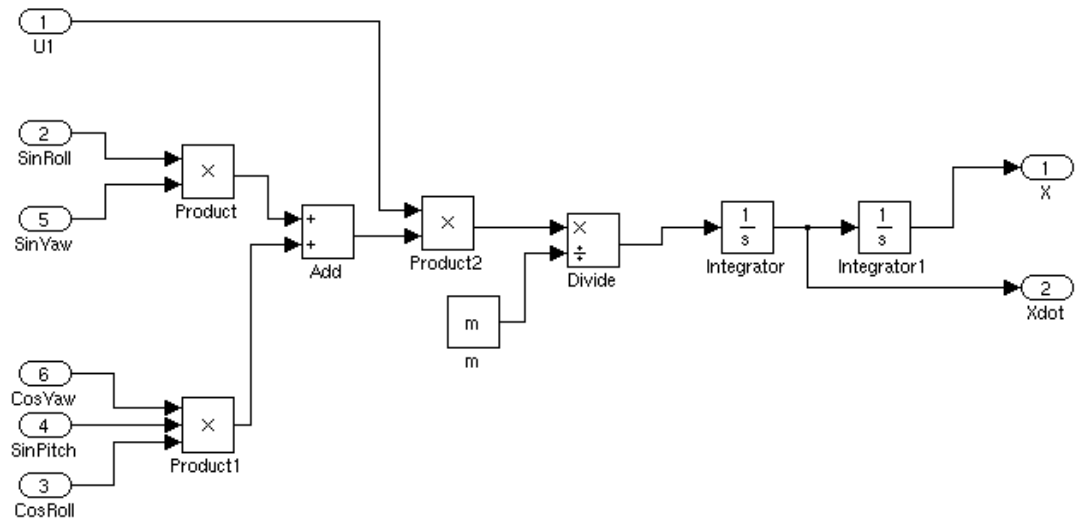 1
U1
2
SinRoll
×
Product
5
SinYaw
+
+
Add
×
Product2
×
÷
Divide
m
m
1
s
Integrator
1
s
Integrator1
1
X
2
Xdot
6
CosYaw
4
SinPitch
×
Product1
3
CosRoll